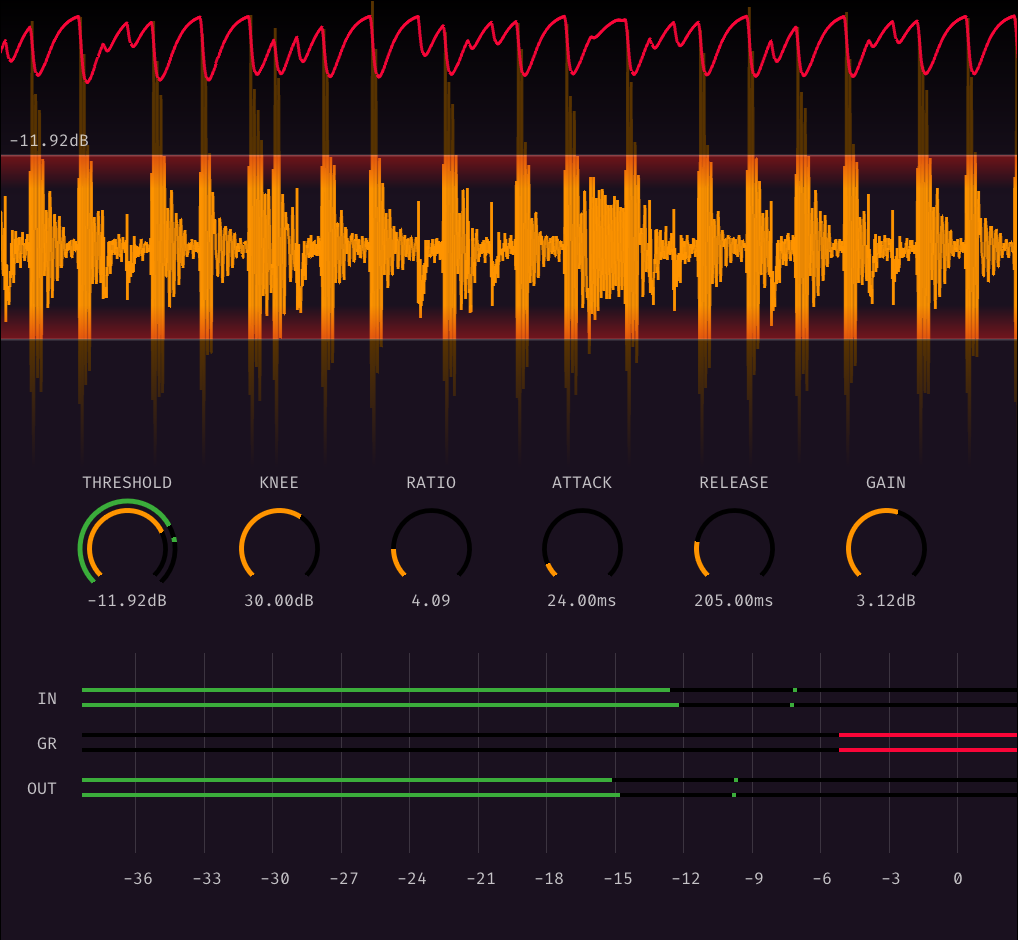 -11.92dB
THRESHOLD KNEE RATIO ATTACK RELEASE GAIN
-11.92dB 30.00dB 4.09 24.00ms 205.00ms 3.12dB
IN
GR
OUT
-36 -33 -30 -27 -24 -21 -18 -15 -12 -9 -6 -3 0